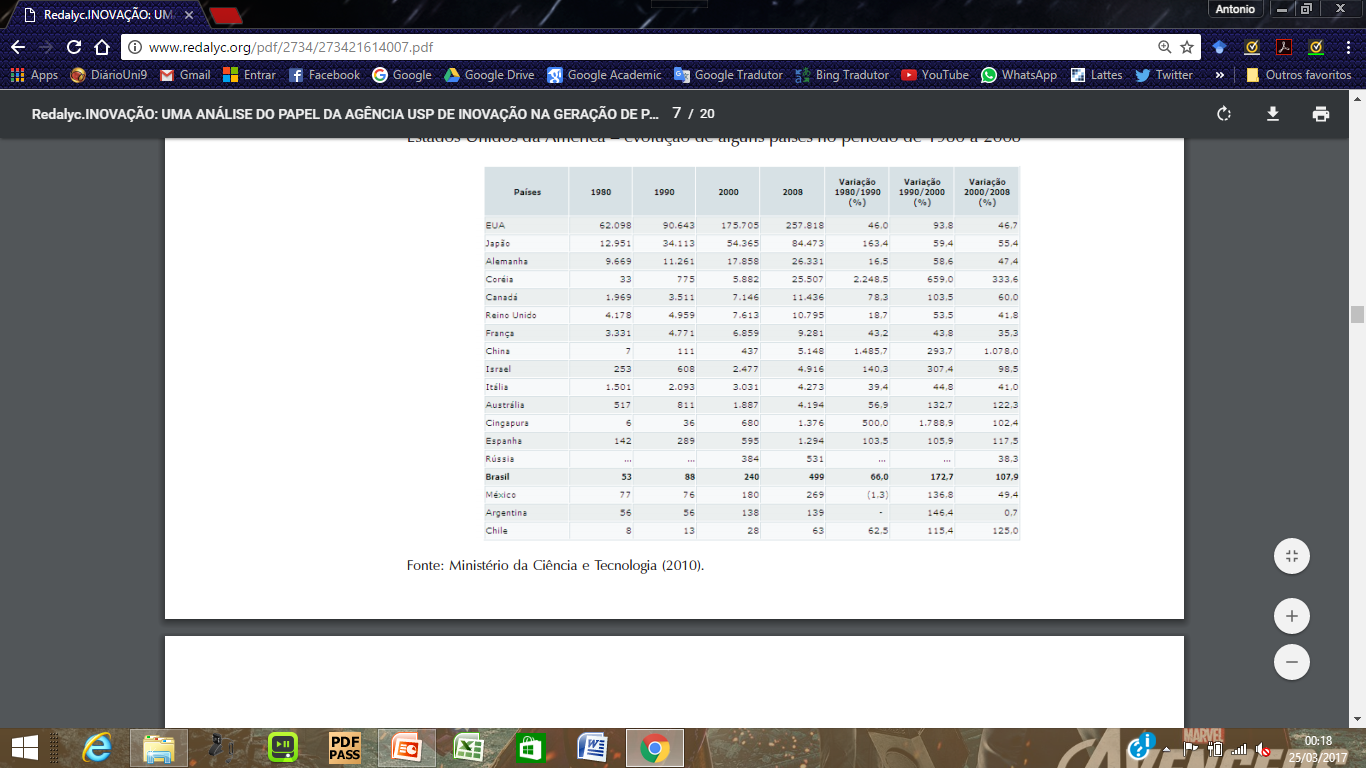 Redalyc.INOVAÇÃO: UM
Antonio
www.redalyc.org/pdf/2734/273421614007.pdf
Apps DiárioUni9 Gmail Entrar Facebook Google Google Drive Google Academic Google Tradutor Bing Tradutor YouTube WhatsApp Lattes Twitter » Outros favoritos
Redalyc.INOVAÇÃO: UMA ANÁLISE DO PAPEL DA AGÊNCIA USP DE INOVAÇÃO NA GERAÇÃO DE P... 7 / 20
Estados Unidos da América – evolução de alguns países no período de 1980 a 2008
Países 1980 1990 2000 2008 Variação 1980/1990 (%) Variação 1990/2000 (%) Variação 2000/2008 (%)
EUA 62.098 90.643 175.705 257.818 46,0 93,8 46,7
Japão 12.951 34.113 54.365 84.473 163,4 59,4 55,4
Alemanha 9.669 11.261 17.858 26.331 16,5 58,6 47,4
Coréia 33 775 5.882 25.507 2.248,5 659,0 333,6
Canadá 1.969 3.511 7.146 11.436 78,3 103,5 60,0
Reino Unido 4.178 4.959 7.613 10.795 18,7 53,5 41,8
França 3.331 4.771 6.859 9.281 43,2 43,8 35,3
China 7 111 437 5.148 1.485,7 293,7 1.078,0
Israel 253 608 2.477 4.916 140,3 307,4 98,5
Itália 1.501 2.093 3.031 4.273 39,4 44,8 41,0
Austrália 517 811 1.887 4.194 56,9 132,7 122,3
Cingapura 6 36 680 1.376 500,0 1.788,9 102,4
Espanha 142 289 595 1.294 103,5 105,9 117,5
Rússia ... ... 384 531 ... ... 38,3
Brasil 53 88 240 499 66,0 172,7 107,9
México 77 76 180 269 (1,3) 136,8 49,4
Argentina 56 56 138 139 - 146,4 0,7
Chile 8 13 28 63 62,5 115,4 125,0
Fonte: Ministério da Ciência e Tecnologia (2010).
PDF
PASS
MARVEL
AVENGE
00:18
25/03/2017